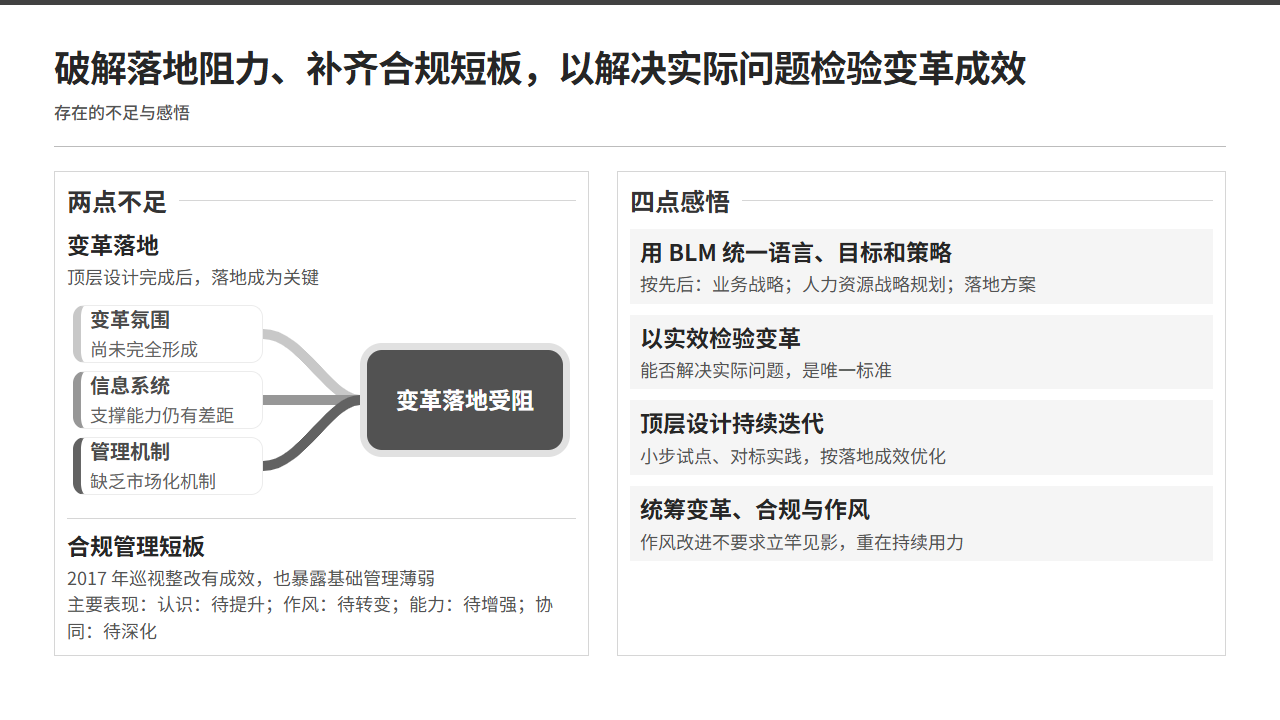 破解落地阻力、补齐合规短板，以解决实际问题检验变革成效
存在的不足与感悟
两点不足
变革落地
顶层设计完成后，落地成为关键
变革氛围
尚未完全形成
信息系统
支撑能力仍有差距
管理机制
缺乏市场化机制
变革落地受阻
合规管理短板
2017 年巡视整改有成效，也暴露基础管理薄弱
主要表现：认识：待提升；作风：待转变；能力：待增强；协
同：待深化
四点感悟
用 BLM 统一语言、目标和策略
按先后：业务战略；人力资源战略规划；落地方案
以实效检验变革
能否解决实际问题，是唯一标准
顶层设计持续迭代
小步试点、对标实践，按落地成效优化
统筹变革、合规与作风
作风改进不要求立竿见影，重在持续用力